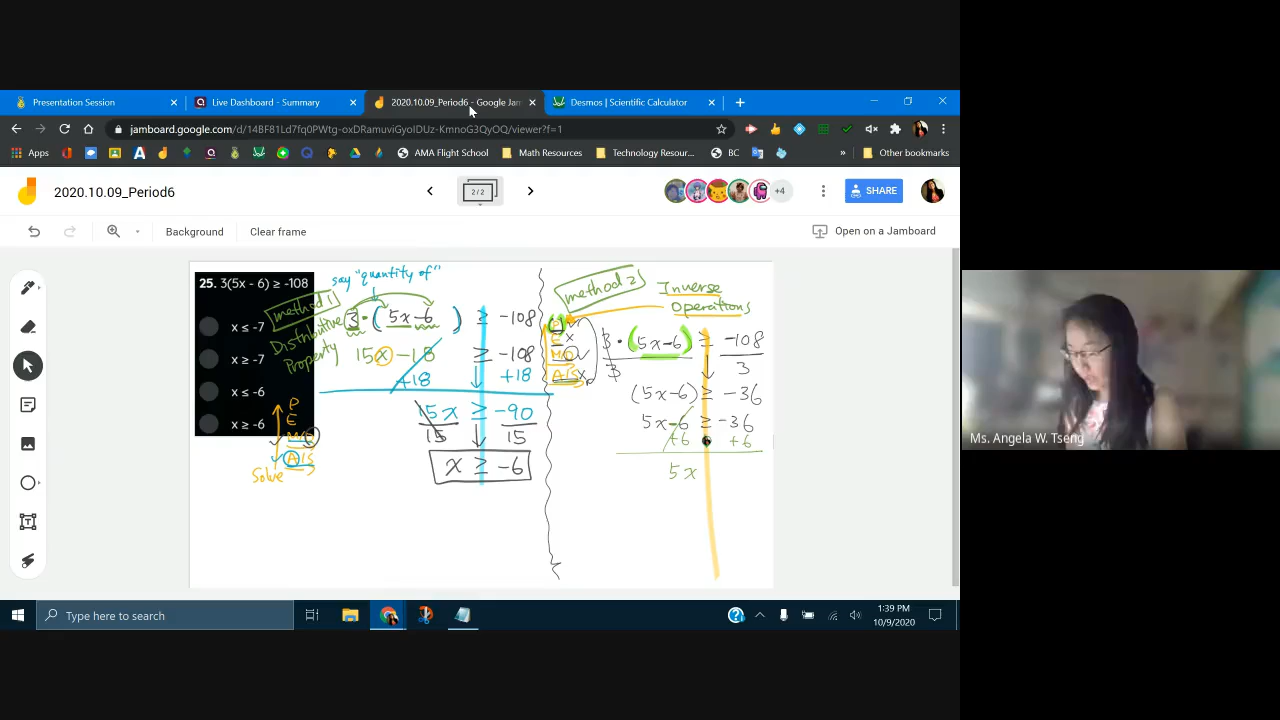 Presentation Session
Live Dashboard - Summary
2020.10.09_Period6 - Google Jam
Desmos | Scientific Calculator
jamboard.google.com/d/14BF81Ld7fq0PWtg-oxDRamuviGyoIDUz-KmnoG3QyOQ/viewer?f=1
Apps
AMA Flight School
Math Resources
Technology Resour...
BC
Other bookmarks
2020.10.09_Period6
2/2
+4
SHARE
Background
Clear frame
Open on a Jamboard
25. 3(5x - 6) ≥ -108
x ≤ -7
x ≥ -7
x ≤ -6
x ≥ -6
say "quantity of"
method 1
Distributive
Property
3 · (5x - 6) ≥ -108
15x - 18 ≥ -108
+18 +18
15x ≥ -90
15 15
x ≥ -6
P
E
M/D
A/S
Solve
method 2
Inverse
Operations
P
E x
M/D
A/S x
3 · (5x-6) ≥ -108
3 3
(5x-6) ≥ -36
5x-6 ≥ -36
+6 +6
5x
Ms. Angela W. Tseng
Type here to search
1:39 PM
10/9/2020